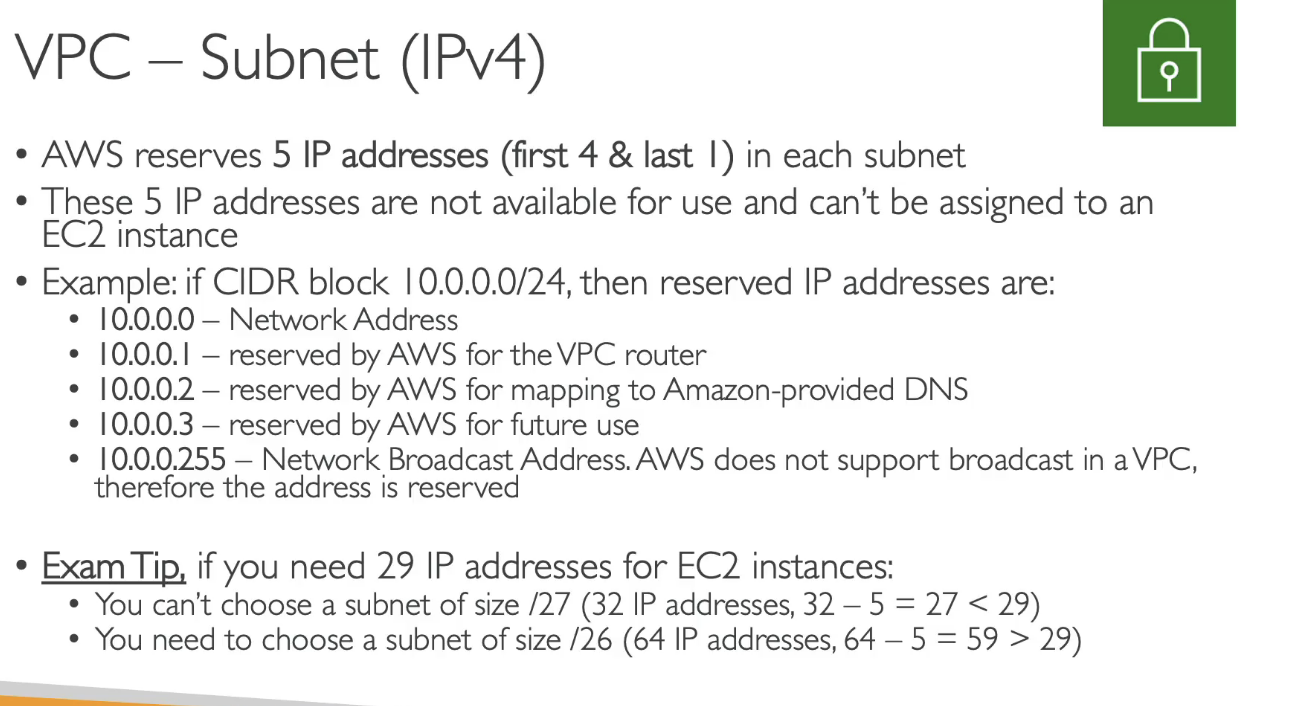 VPC – Subnet (IPv4)
• AWS reserves 5 IP addresses (first 4 & last 1) in each subnet
• These 5 IP addresses are not available for use and can't be assigned to an
EC2 instance
• Example: if CIDR block 10.0.0.0/24, then reserved IP addresses are:
• 10.0.0.0 – Network Address
• 10.0.0.1 – reserved by AWS for the VPC router
• 10.0.0.2 – reserved by AWS for mapping to Amazon-provided DNS
• 10.0.0.3 – reserved by AWS for future use
• 10.0.0.255 – Network Broadcast Address. AWS does not support broadcast in a VPC,
therefore the address is reserved
• Exam Tip, if you need 29 IP addresses for EC2 instances:
• You can't choose a subnet of size /27 (32 IP addresses, 32 – 5 = 27 < 29)
• You need to choose a subnet of size /26 (64 IP addresses, 64 – 5 = 59 > 29)